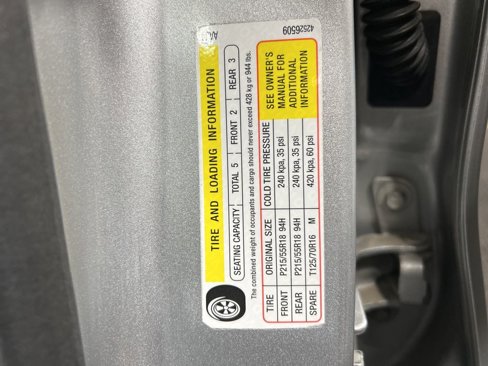 TIRE AND LOADING INFORMATION
SEATING CAPACITY TOTAL 5 FRONT 2 REAR 3
The combined weight of occupants and cargo should never exceed 428 kg or 944 lbs.
TIRE ORIGINAL SIZE COLD TIRE PRESSURE
FRONT P215/55R18 94H 240 kpa, 35 psi
REAR P215/55R18 94H 240 kpa, 35 psi
SPARE T125/70R16 M 420 kpa, 60 psi
SEE OWNER'S
MANUAL FOR
ADDITIONAL
INFORMATION
42526509